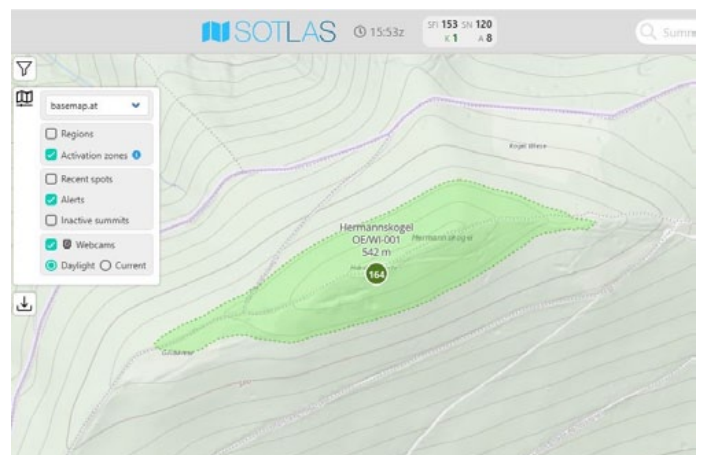 SOTLAS
15:53z
SFI 153 SN 120
K 1 A 8
Summ
basemap.at
Regions
Activation zones
Recent spots
Alerts
Inactive summits
Webcams
Daylight Current
Kogel Wiese
Hermannskogel
OE/WI-001
542 m
Hermannskogel
164